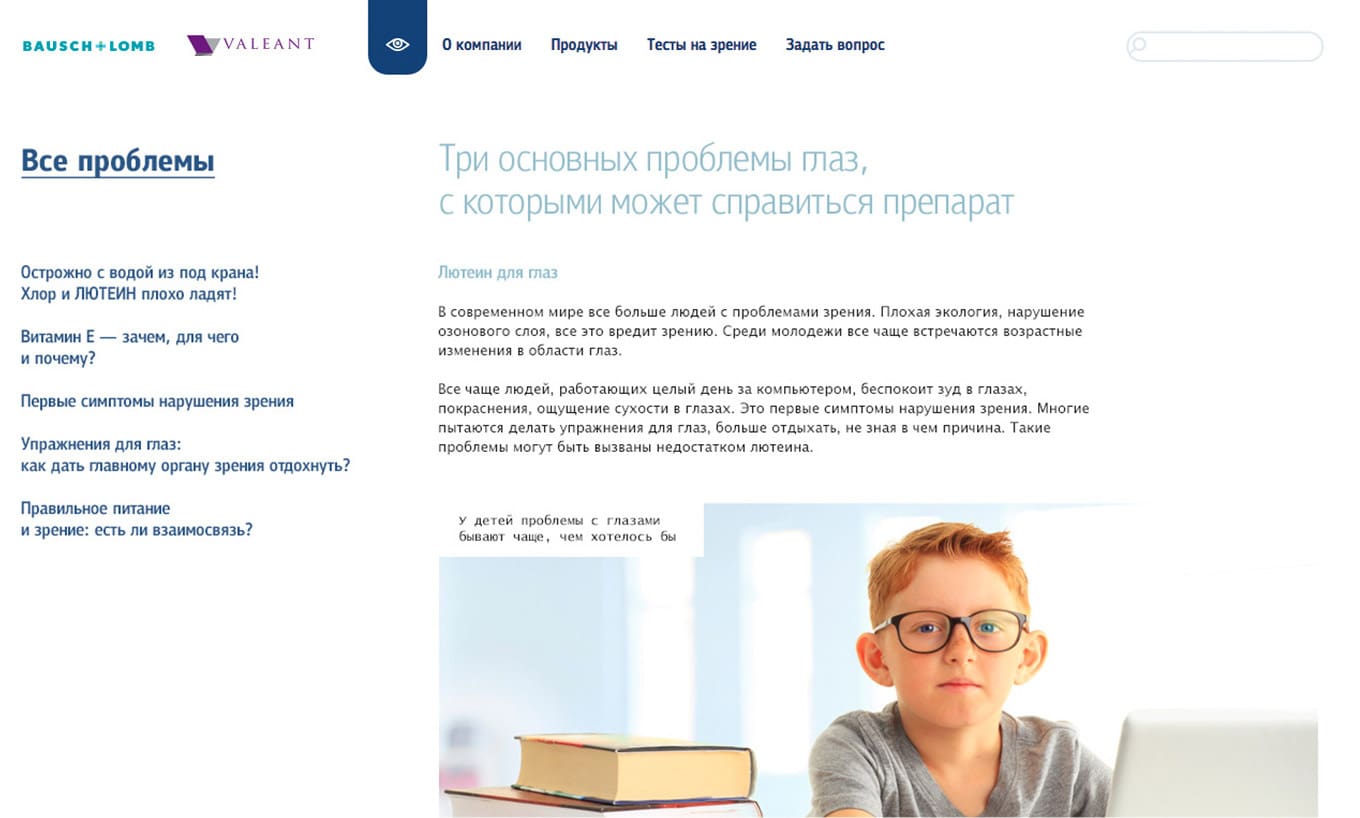 BAUSCH+LOMB
VALEANT
О компании
Продукты
Тесты на зрение
Задать вопрос
Все проблемы
Острожно с водой из под крана!
Хлор и ЛЮТЕИН плохо ладят!
Витамин Е — зачем, для чего
и почему?
Первые симптомы нарушения зрения
Упражнения для глаз:
как дать главному органу зрения отдохнуть?
Правильное питание
и зрение: есть ли взаимосвязь?
Три основных проблемы глаз,
с которыми может справиться препарат
Лютеин для глаз
В современном мире все больше людей с проблемами зрения. Плохая экология, нарушение
озонового слоя, все это вредит зрению. Среди молодежи все чаще встречаются возрастные
изменения в области глаз.
Все чаще людей, работающих целый день за компьютером, беспокоит зуд в глазах,
покраснения, ощущение сухости в глазах. Это первые симптомы нарушения зрения. Многие
пытаются делать упражнения для глаз, больше отдыхать, не зная в чем причина. Такие
проблемы могут быть вызваны недостатком лютеина.
У детей проблемы с глазами
бывают чаще, чем хотелось бы